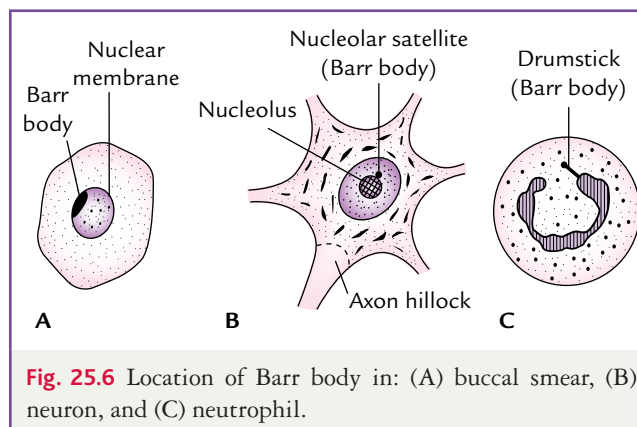 Nuclear
membrane
Barr
body
A
Nucleolar satellite
(Barr body)
Nucleolus
Axon hillock
B
Drumstick
(Barr body)
C
Fig. 25.6 Location of Barr body in: (A) buccal smear, (B)
neuron, and (C) neutrophil.